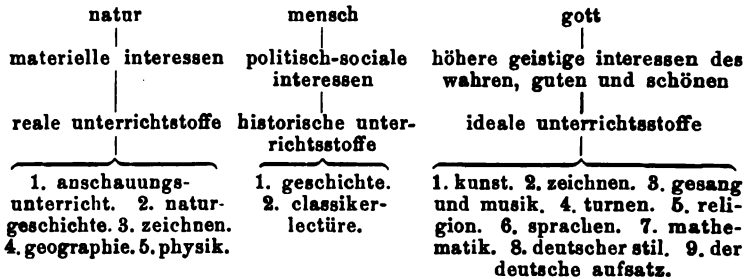 natur mensch gott
materielle interessen politisch-sociale höhere geistige interessen des
interessen wahren, guten und schönen
reale unterrichtstoffe historische unter- ideale unterrichtsstoffe
richtsstoffe
1. anschauungs- 1. geschichte. 1. kunst. 2. zeichnen. 3. gesang
unterricht. 2. natur- 2. classiker- und musik. 4. turnen. 5. reli-
geschichte. 3. zeichnen. lectüre. gion. 6. sprachen. 7. mathe-
4. geographie. 5. physik. matik. 8. deutscher stil. 9. der
deutsche aufsatz.